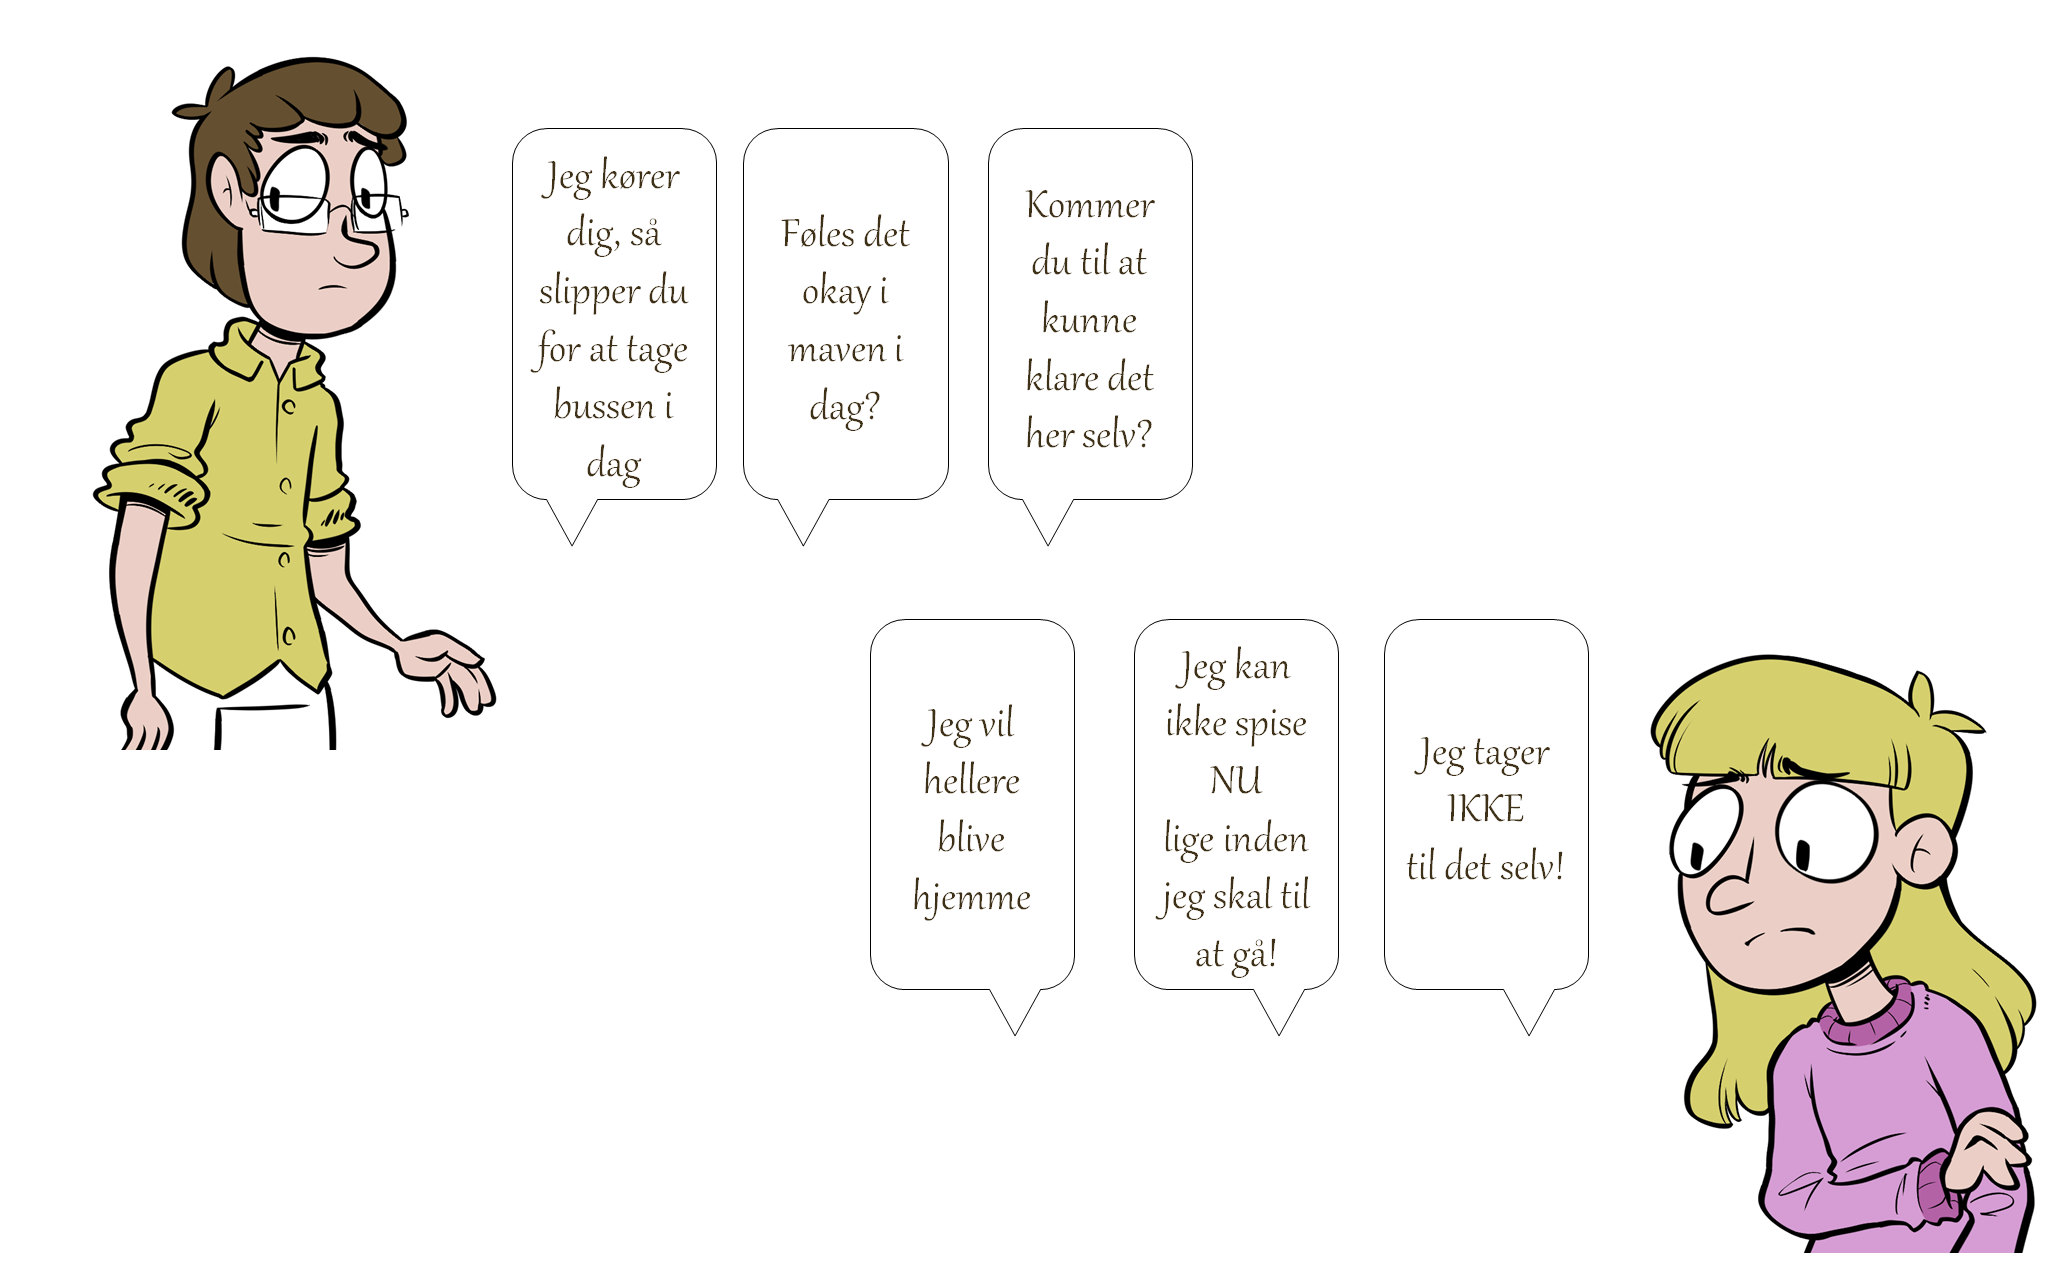 Jeg kører
dig, så
slipper du
for at tage
bussen i
dag
Føles det
okay i
maven i
dag?
Kommer
du til at
kunne
klare det
her selv?
Jeg vil
hellere
blive
hjemme
Jeg kan
ikke spise
NU
lige inden
jeg skal til
at gå!
Jeg tager
IKKE
til det selv!